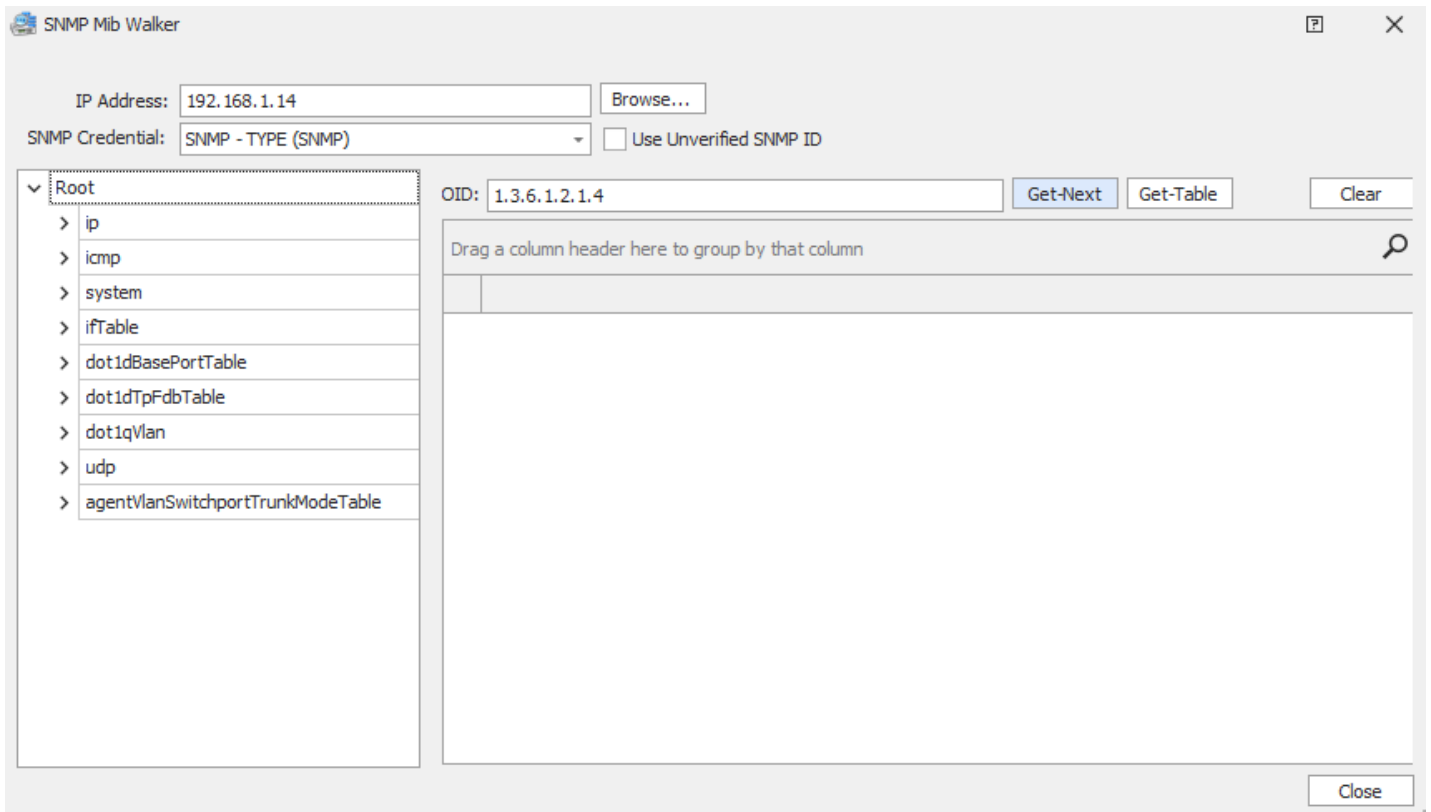 SNMP Mib Walker
IP Address: 192.168.1.14 Browse...
SNMP Credential: SNMP - TYPE (SNMP) Use Unverified SNMP ID
Root
ip
icmp
system
ifTable
dot1dBasePortTable
dot1dTpFdbTable
dot1qVlan
udp
agentVlanSwitchportTrunkModeTable
OID: 1.3.6.1.2.1.4 Get-Next Get-Table Clear
Drag a column header here to group by that column
Close